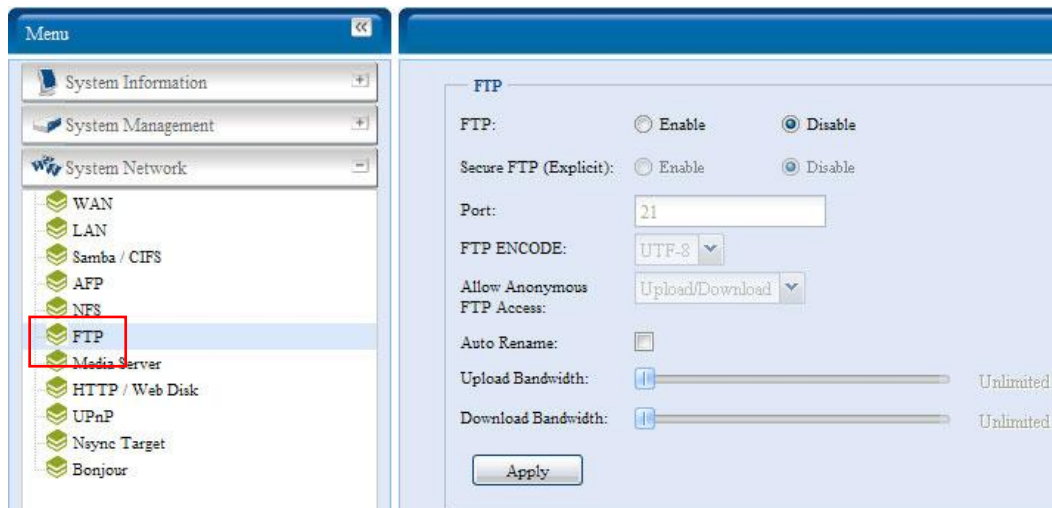 Menu
System Information
System Management
System Network
WAN
LAN
Samba / CIFS
AFP
NFS
FTP
Media Server
HTTP / Web Disk
UPnP
Nsync Target
Bonjour
FTP
FTP: Enable Disable
Secure FTP (Explicit): Enable Disable
Port: 21
FTP ENCODE: UTF-8
Allow Anonymous
FTP Access: Upload/Download
Auto Rename:
Upload Bandwidth: Unlimited
Download Bandwidth: Unlimited
Apply